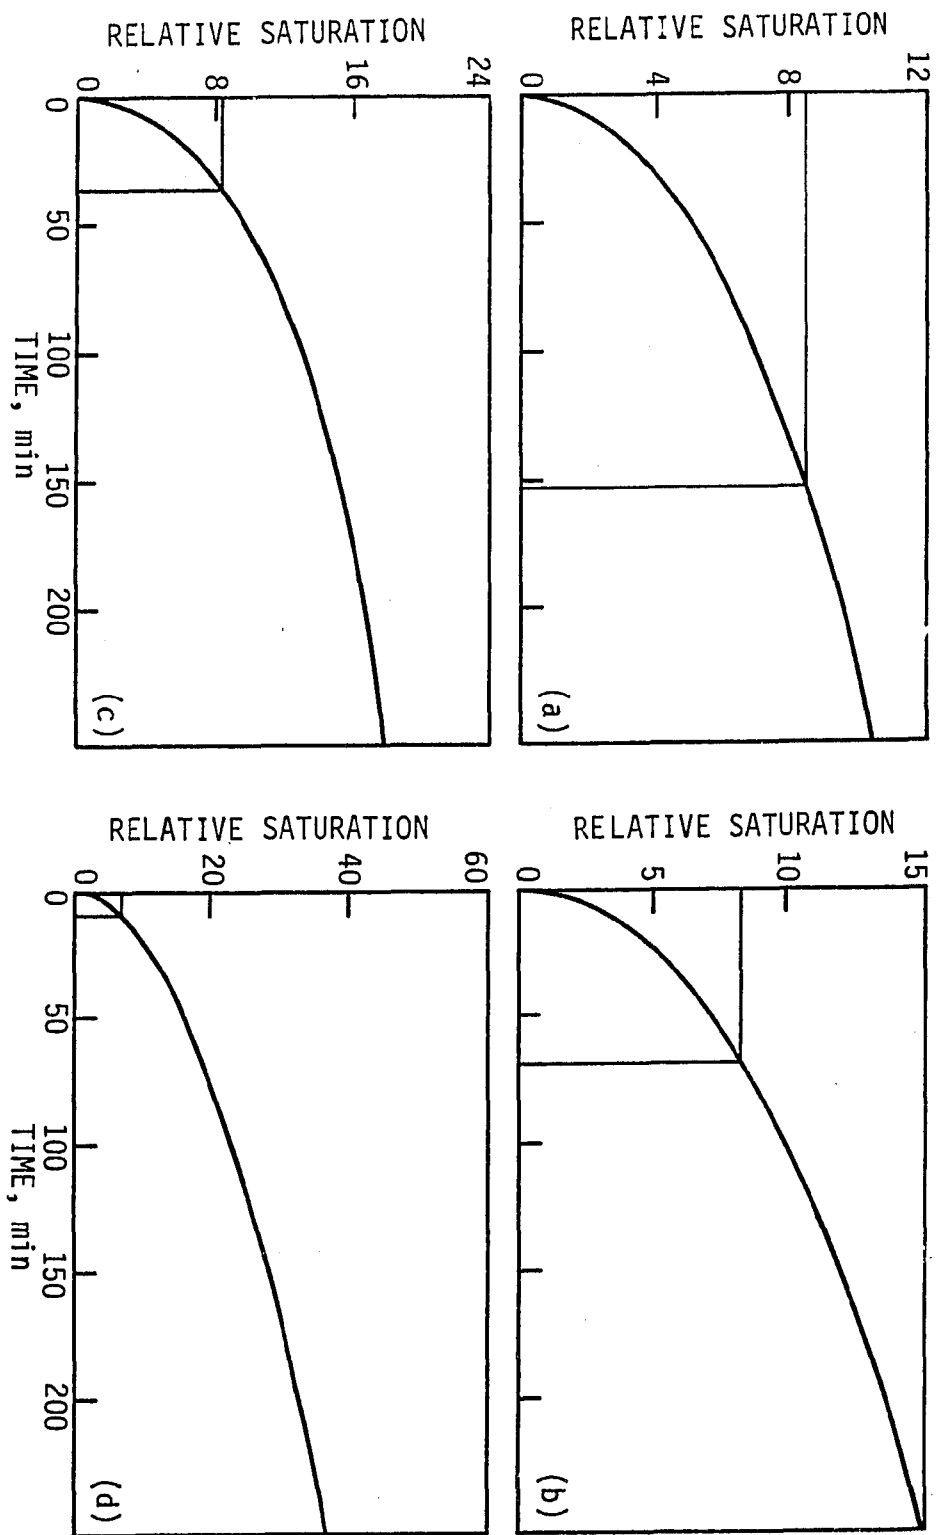 RELATIVE SATURATION
12
8
4
0
(a)
RELATIVE SATURATION
15
10
5
0
(b)
RELATIVE SATURATION
24
16
8
0
0 50 100 150 200
TIME, min
(c)
RELATIVE SATURATION
60
40
20
0
0 50 100 150 200
TIME, min
(d)